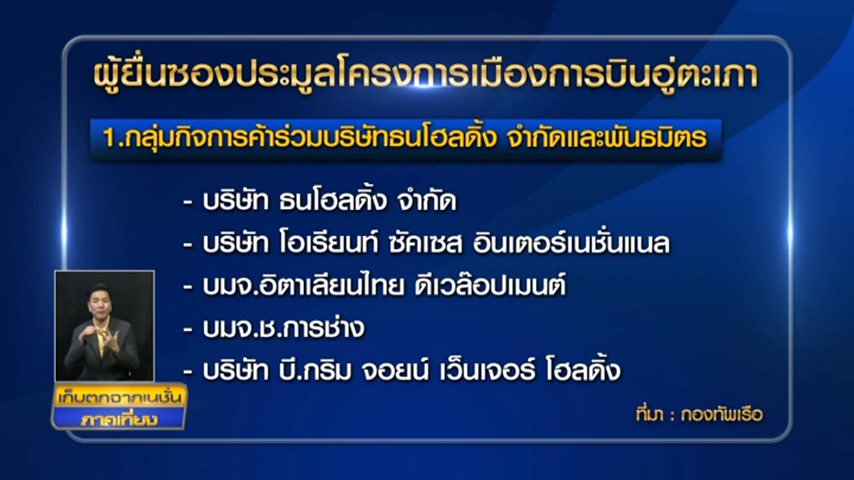 ผู้ยื่นซองประมูลโครงการเมืองการบินอู่ตะเภา
1.กลุ่มกิจการค้าร่วมบริษัทธนโฮลดิ้ง จำกัดและพันธมิตร
- บริษัท ธนโฮลดิ้ง จำกัด
- บริษัท โอเรียนท์ ซัคเซส อินเตอร์เนชั่นแนล
- บมจ.อิตาเลียนไทย ดีเวล๊อปเมนต์
- บมจ.ช.การช่าง
- บริษัท บี.กริม จอยน์ เว็นเจอร์ โฮลดิ้ง
เก็บตกจากเนชั่น
ภาคเที่ยง
ที่มา : กองทัพเรือ